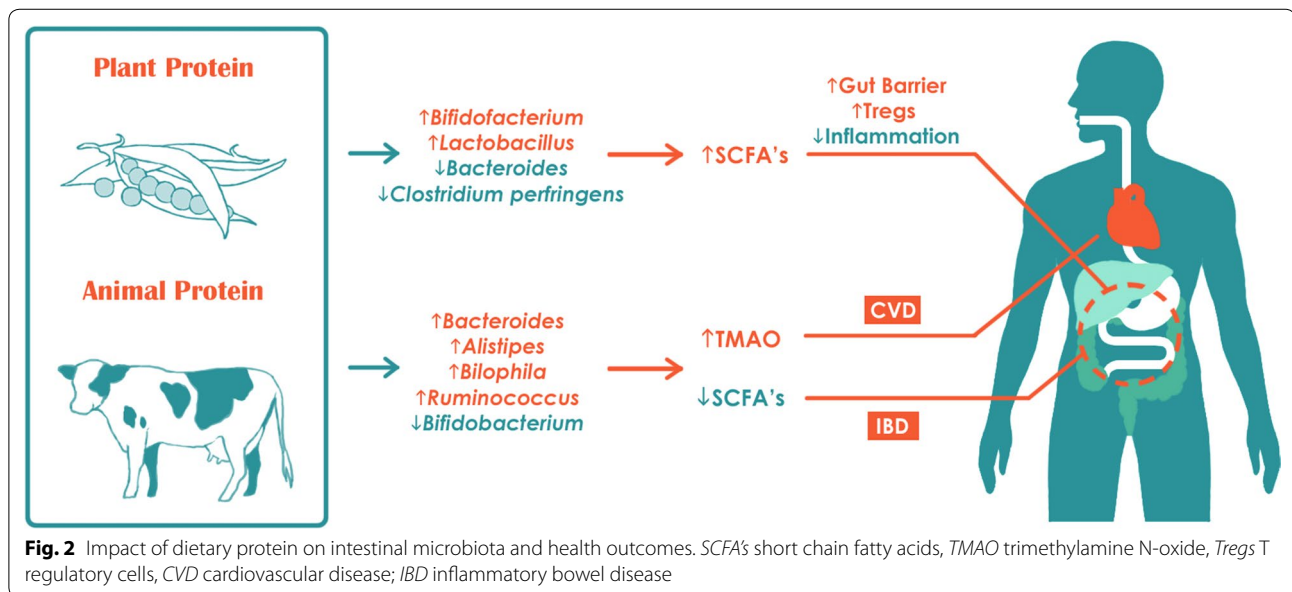 Plant Protein
↑Bifidofacterium
↑Lactobacillus
↓Bacteroides
↓Clostridium perfringens
↑SCFA's
↑Gut Barrier
↑Tregs
↓Inflammation
Animal Protein
↑Bacteroides
↑Alistipes
↑Bilophila
↑Ruminococcus
↓Bifidobacterium
↑TMAO
CVD
↓SCFA's
IBD
Fig. 2 Impact of dietary protein on intestinal microbiota and health outcomes. SCFA's short chain fatty acids, TMAO trimethylamine N-oxide, Tregs T
regulatory cells, CVD cardiovascular disease; IBD inflammatory bowel disease